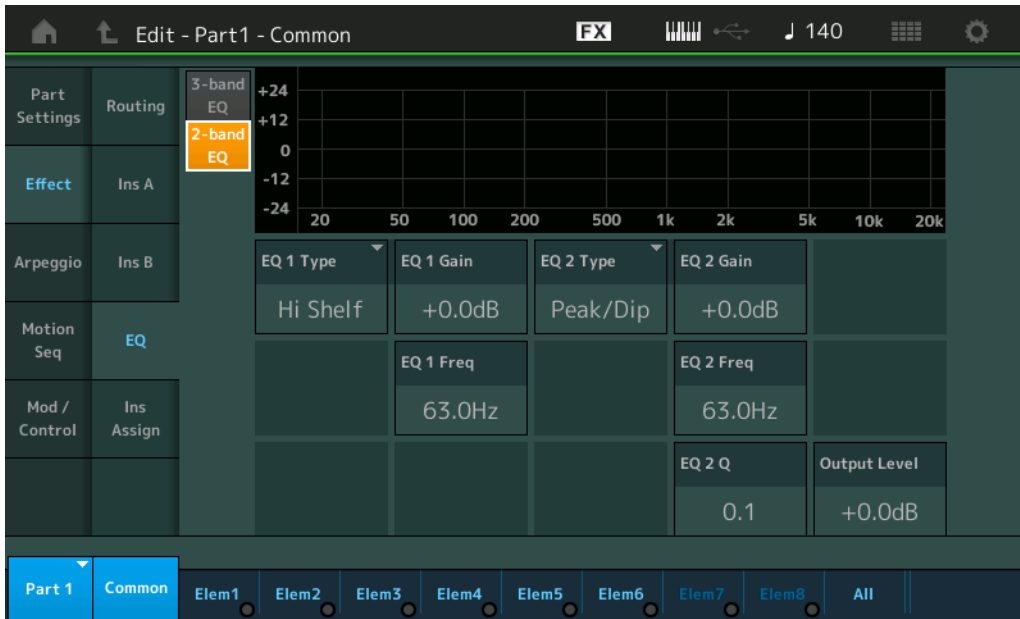 Edit - Part1 - Common
FX
140
Part
Settings
Routing
Effect
Ins A
Arpeggio
Ins B
Motion
Seq
EQ
Mod /
Control
Ins
Assign
3-band
EQ
2-band
EQ
+24
+12
0
-12
-24
20 50 100 200 500 1k 2k 5k 10k 20k
EQ 1 Type
Hi Shelf
EQ 1 Gain
+0.0dB
EQ 2 Type
Peak/Dip
EQ 2 Gain
+0.0dB
EQ 1 Freq
63.0Hz
EQ 2 Freq
63.0Hz
EQ 2 Q
0.1
Output Level
+0.0dB
Part 1
Common
Elem1
Elem2
Elem3
Elem4
Elem5
Elem6
Elem7
Elem8
All